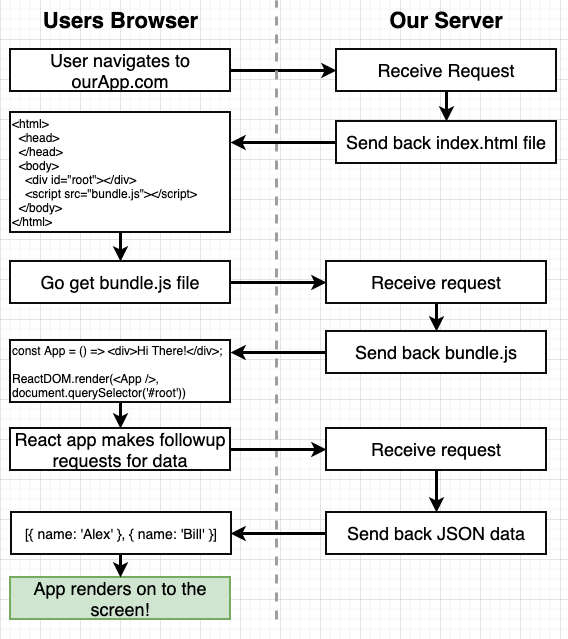 Users Browser
Our Server
User navigates to
ourApp.com
Receive Request
Send back index.html file
<html>
<head>
</head>
<body>
<div id="root"></div>
<script src="bundle.js"></script>
</body>
</html>
Go get bundle.js file
Receive request
Send back bundle.js
const App = () => <div>Hi There!</div>;
ReactDOM.render(<App />,
document.querySelector('#root'))
React app makes followup
requests for data
Receive request
Send back JSON data
[{ name: 'Alex' }, { name: 'Bill' }]
App renders on to the
screen!